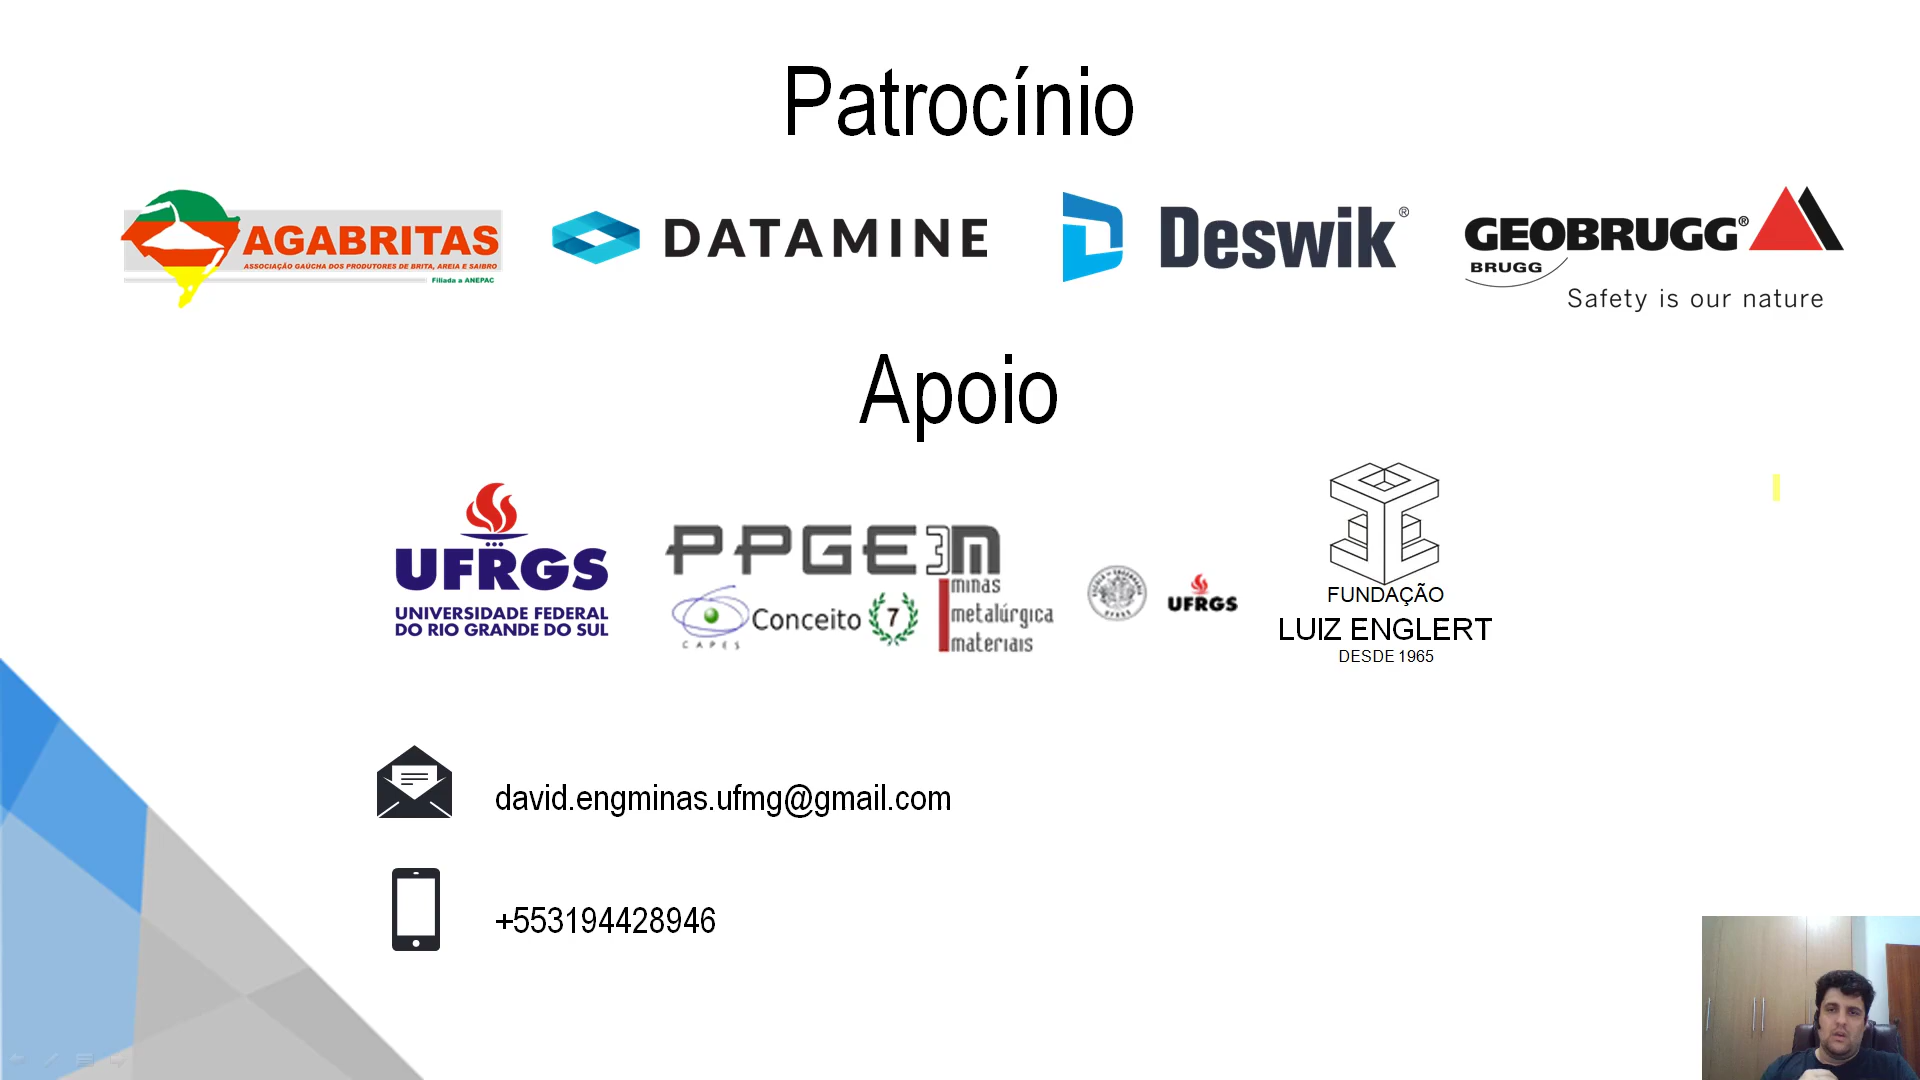 Patrocínio
AGABRITAS
ASSOCIAÇÃO GAÚCHA DOS PRODUTORES DE BRITA, AREIA E SAIBRO
Filiada a ANEPAC
DATAMINE
Deswik®
GEOBRUGG®
BRUGG
Safety is our nature
Apoio
UFRGS
UNIVERSIDADE FEDERAL
DO RIO GRANDE DO SUL
PPGE3M
minas
metalúrgica
materiais
CAPES
Conceito 7
UFRGS
FUNDAÇÃO
LUIZ ENGLERT
DESDE 1965
david.engminas.ufmg@gmail.com
+553194428946